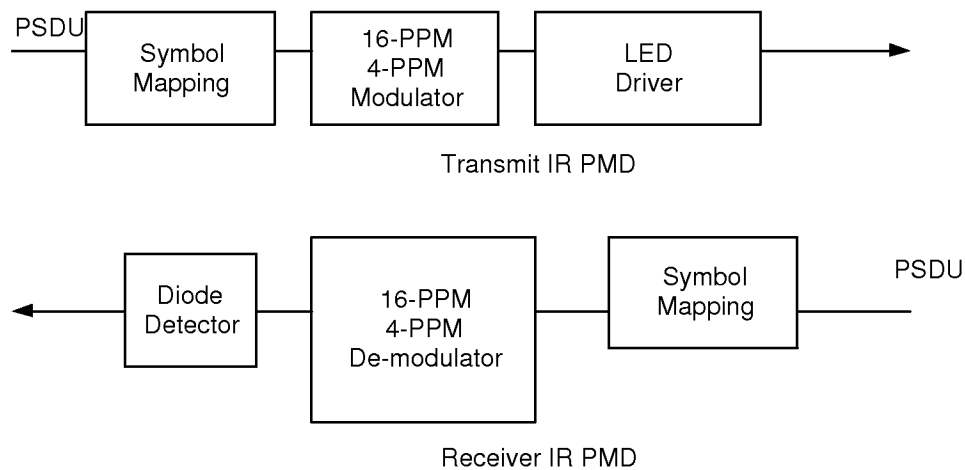 PSDU
Symbol
Mapping
16-PPM
4-PPM
Modulator
LED
Driver
Transmit IR PMD
Diode
Detector
16-PPM
4-PPM
De-modulator
Symbol
Mapping
PSDU
Receiver IR PMD